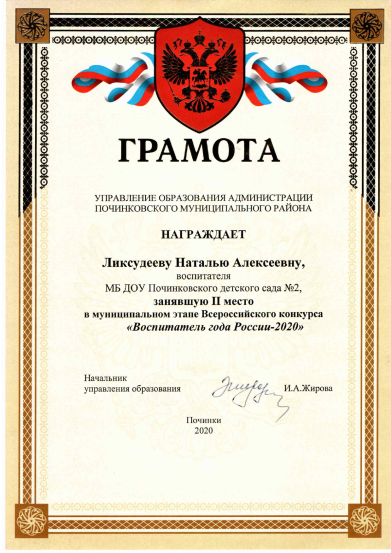 ГРАМОТА
УПРАВЛЕНИЕ ОБРАЗОВАНИЯ АДМИНИСТРАЦИИ
ПОЧИНКОВСКОГО МУНИЦИПАЛЬНОГО РАЙОНА
НАГРАЖДАЕТ
Ликсудееву Наталью Алексеевну,
воспитателя
МБ ДОУ Починковского детского сада №2,
занявшую II место
в муниципальном этапе Всероссийского конкурса
«Воспитатель года России-2020»
Начальник
управления образования И.А.Жирова
Починки
2020